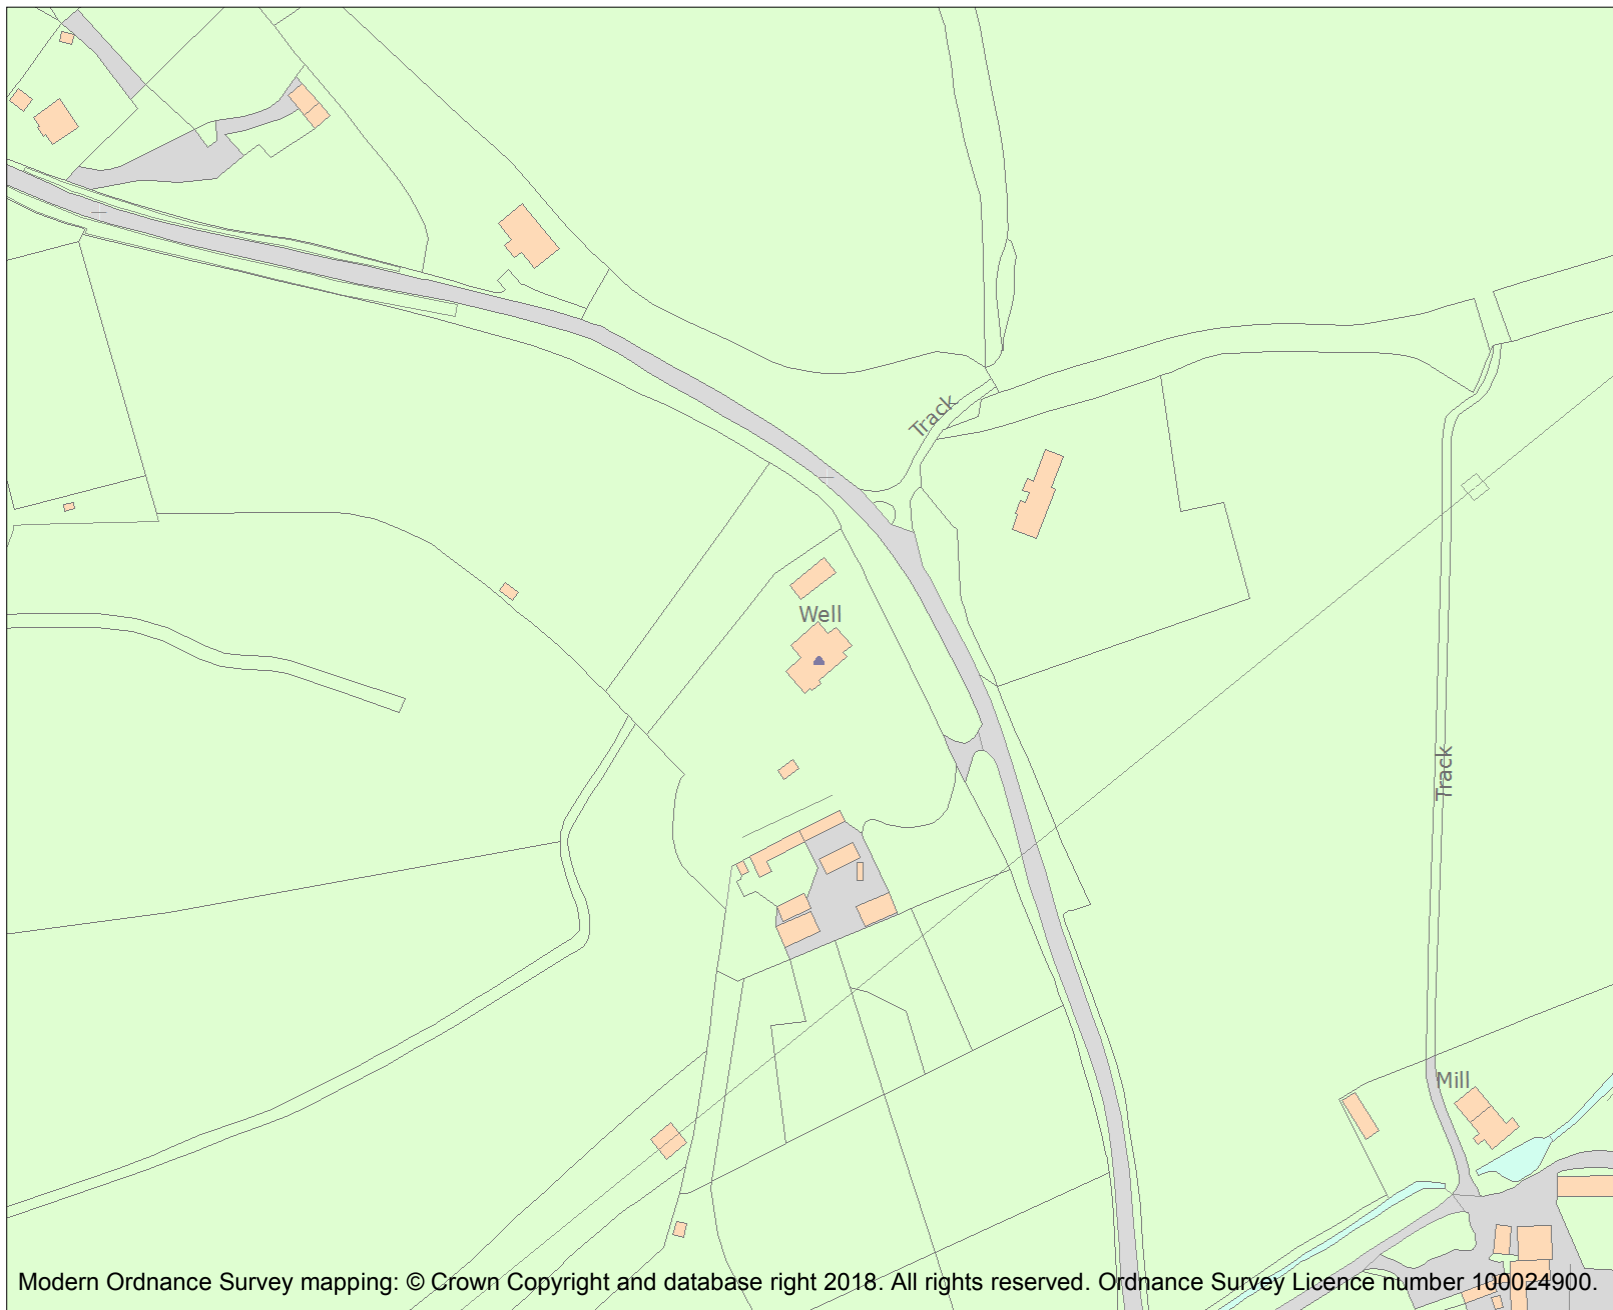 Track
Well
Track
Mill
Modern Ordnance Survey mapping: © Crown Copyright and database right 2018. All rights reserved. Ordnance Survey Licence number 100024900.